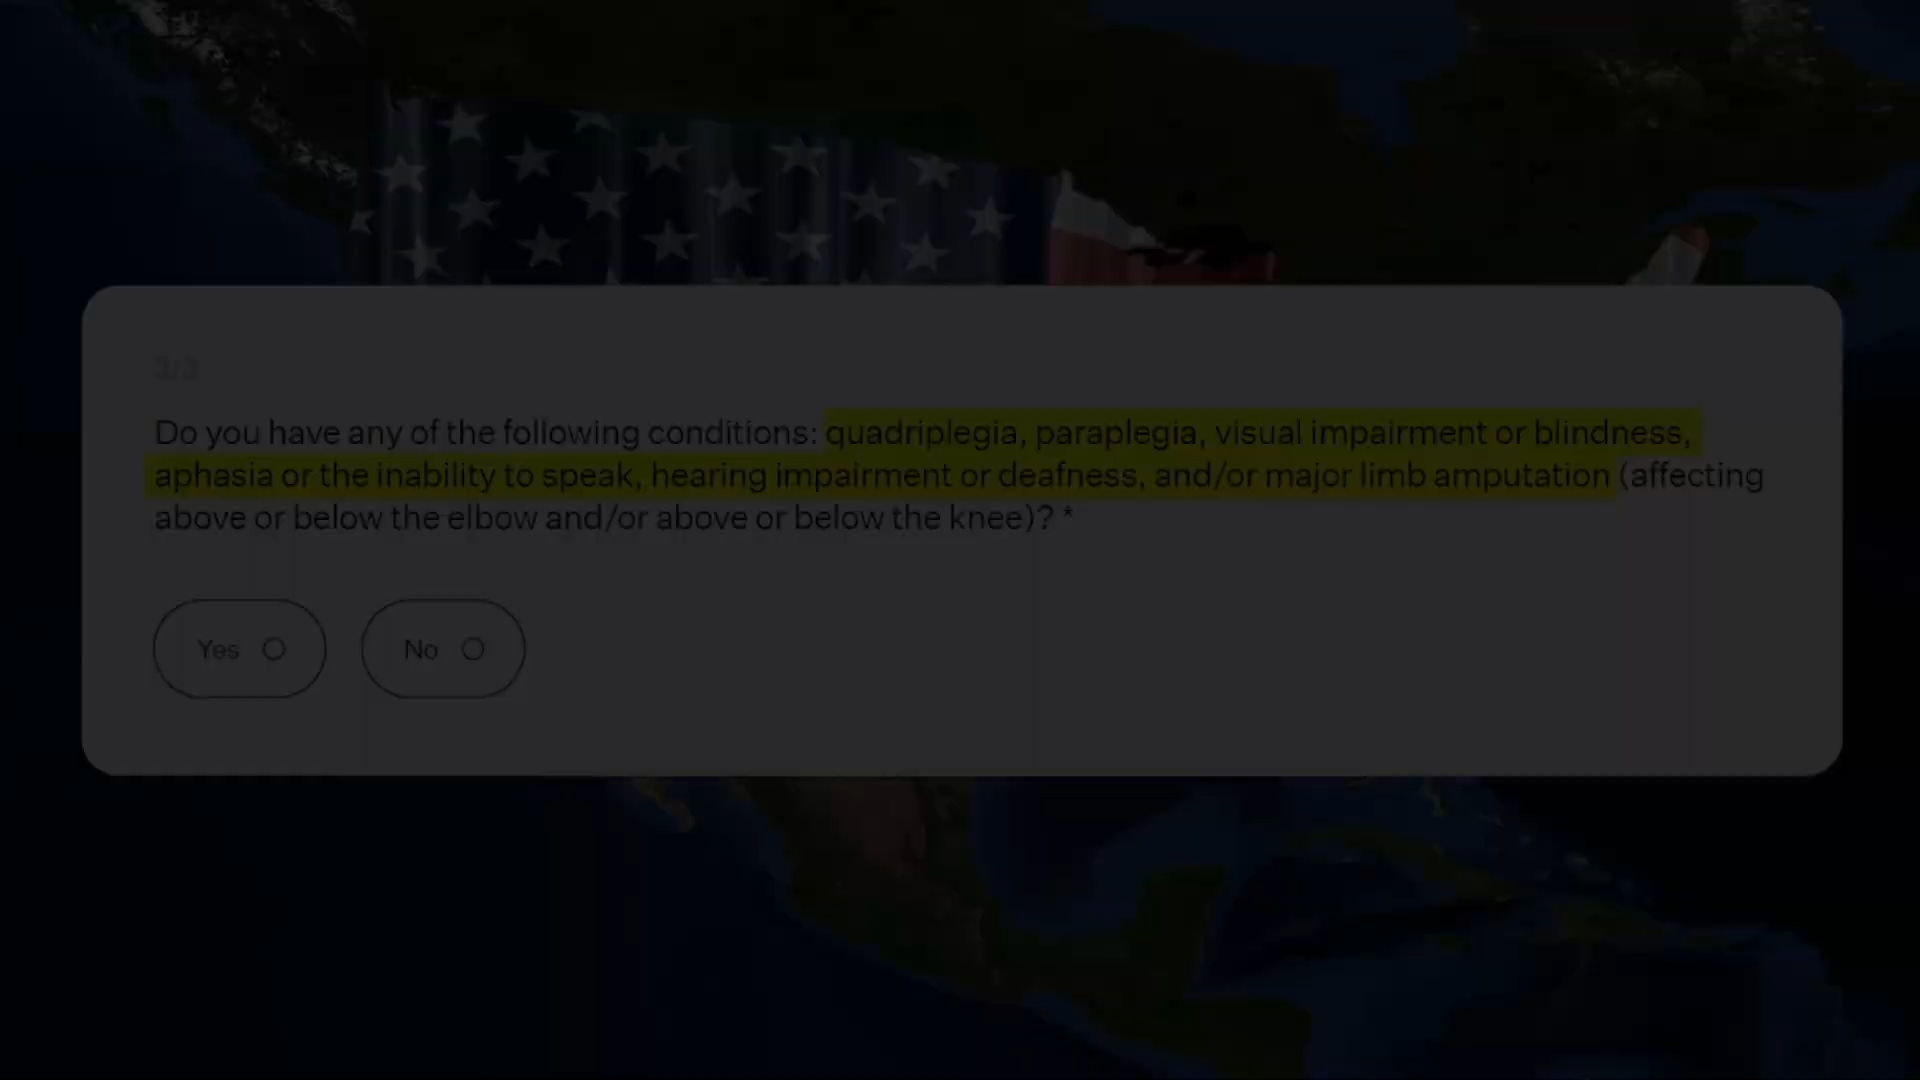 Do you have any of the following conditions: quadriplegia, paraplegia, visual impairment or blindness,
aphasia or the inability to speak, hearing impairment or deafness, and/or major limb amputation (affecting
above or below the elbow and/or above or below the knee)? *
Yes
No